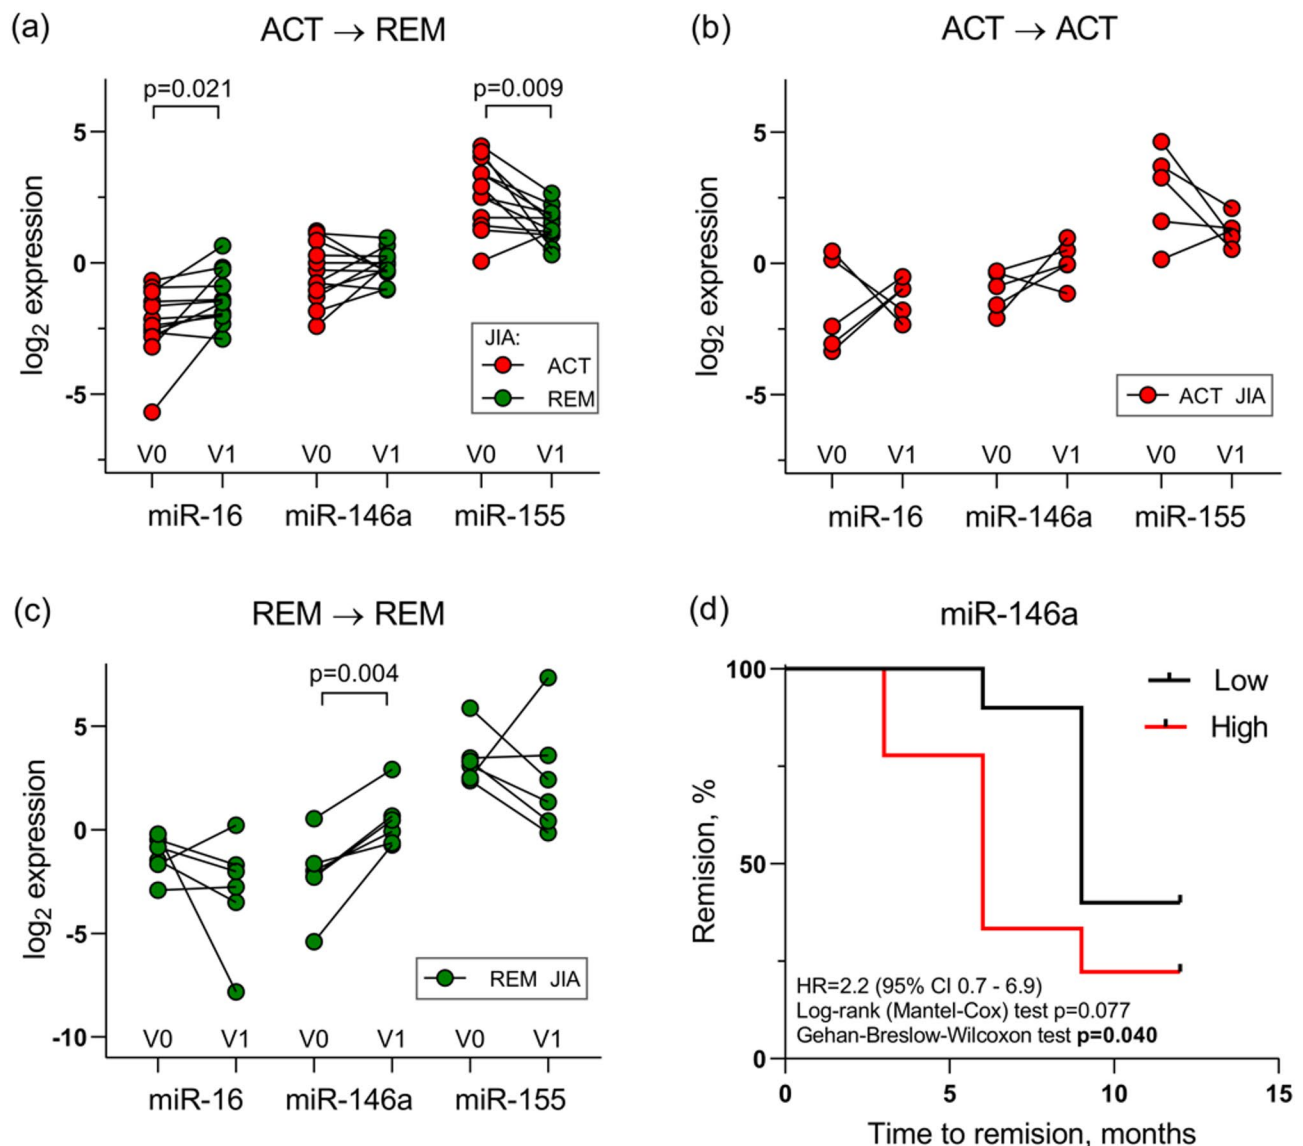 (a)
ACT → REM
p=0.021
p=0.009
5
0
-5
log2 expression
JIA:
ACT
REM
V0 V1 V0 V1
miR-16 miR-146a miR-155
(b)
ACT → ACT
5
0
-5
log2 expression
ACT JIA
V0 V1 V0 V1 V0 V1
miR-16 miR-146a miR-155
(c)
REM → REM
p=0.004
5
0
-5
-10
log2 expression
REM JIA
V0 V1 V0 V1 V0 V1
miR-16 miR-146a miR-155
(d)
miR-146a
100
50
0
Remision, %
Low
High
HR=2.2 (95% CI 0.7 - 6.9)
Log-rank (Mantel-Cox) test p=0.077
Gehan-Breslow-Wilcoxon test p=0.040
0 5 10 15
Time to remision, months